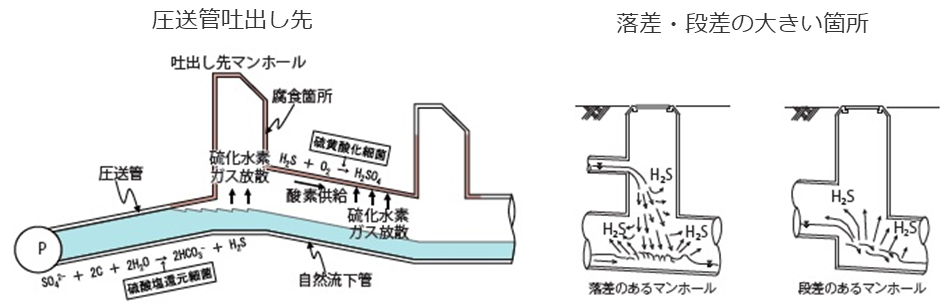 圧送管吐出し先
落差・段差の大きい箇所
吐出し先マンホール
腐食箇所
硫黄酸化細菌
H₂S + O₂ → H₂SO₄
硫化水素
ガス放散
圧送管
酸素供給
硫化水素
ガス放散
P
SO₄²⁻ + 2C + 2H₂O → 2HCO₃⁻ + H₂S
硫酸塩還元細菌
自然流下管
H₂S
H₂S
H₂S
落差のあるマンホール
H₂S
H₂S
段差のあるマンホール